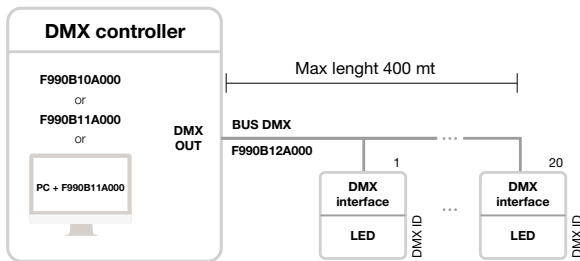 DMX controller
F990B10A000
or
F990B11A000
or
PC + F990B11A000
DMX
OUT
Max lenght 400 mt
BUS DMX
F990B12A000
...
1
20
DMX
interface
LED
DMX ID
...
DMX
interface
LED
DMX ID